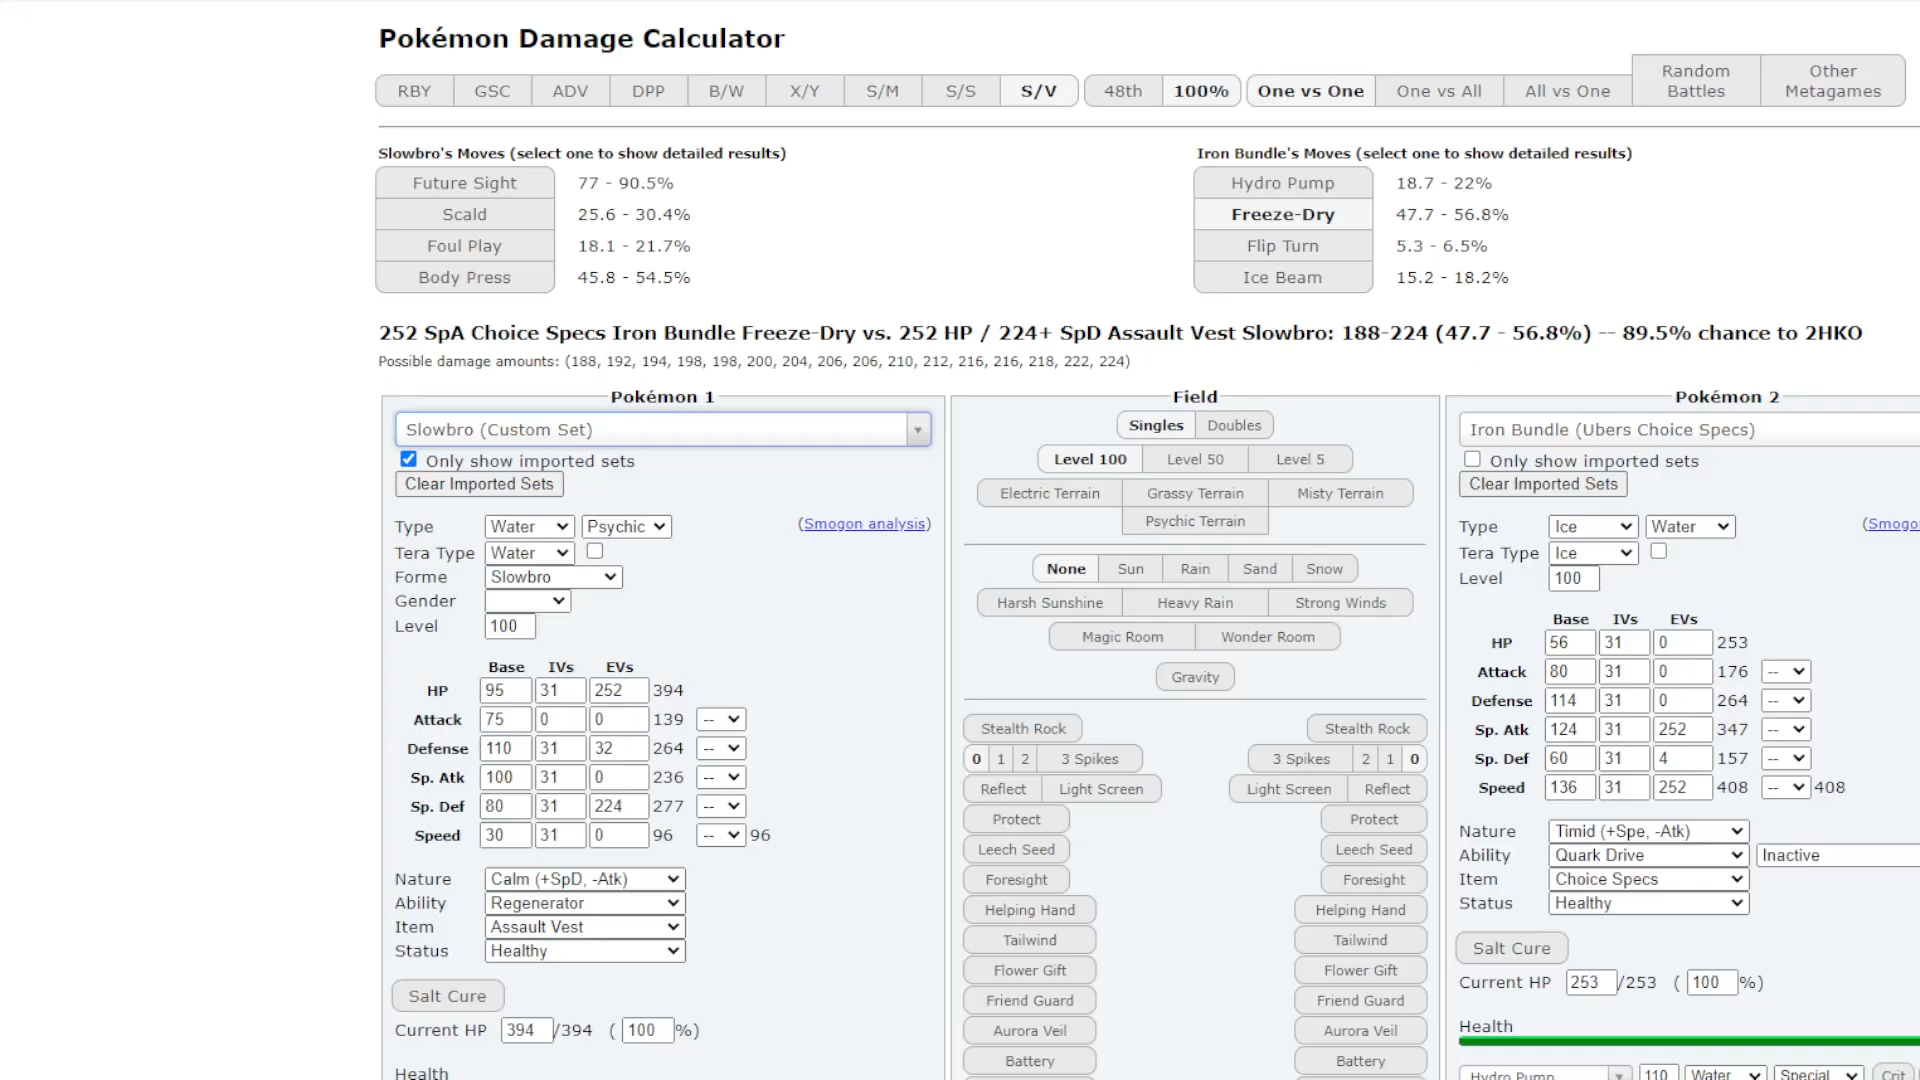 Pokémon Damage Calculator
RBY GSC ADV DPP B/W X/Y S/M S/S S/V 48th 100% One vs One One vs All All vs One Random Battles Other Metagames
Slowbro's Moves (select one to show detailed results)
Future Sight 77 - 90.5%
Scald 25.6 - 30.4%
Foul Play 18.1 - 21.7%
Body Press 45.8 - 54.5%
Iron Bundle's Moves (select one to show detailed results)
Hydro Pump 18.7 - 22%
Freeze-Dry 47.7 - 56.8%
Flip Turn 5.3 - 6.5%
Ice Beam 15.2 - 18.2%
252 SpA Choice Specs Iron Bundle Freeze-Dry vs. 252 HP / 224+ SpD Assault Vest Slowbro: 188-224 (47.7 - 56.8%) -- 89.5% chance to 2HKO
Possible damage amounts: (188, 192, 194, 198, 198, 200, 204, 206, 206, 210, 212, 216, 216, 218, 222, 224)
Pokémon 1
Slowbro (Custom Set)
Only show imported sets
Clear Imported Sets
Type Water Psychic (Smogon analysis)
Tera Type Water
Forme Slowbro
Gender
Level 100
Base IVs EVs
HP 95 31 252 394
Attack 75 0 0 139 --
Defense 110 31 32 264 --
Sp. Atk 100 31 0 236 --
Sp. Def 80 31 224 277 --
Speed 30 31 0 96 -- 96
Nature Calm (+SpD, -Atk)
Ability Regenerator
Item Assault Vest
Status Healthy
Salt Cure
Current HP 394/394 (100%)
Health
Field
Singles Doubles
Level 100 Level 50 Level 5
Electric Terrain Grassy Terrain Misty Terrain
Psychic Terrain
None Sun Rain Sand Snow
Harsh Sunshine Heavy Rain Strong Winds
Magic Room Wonder Room
Gravity
Stealth Rock Stealth Rock
0 1 2 3 Spikes 3 Spikes 2 1 0
Reflect Light Screen Light Screen Reflect
Protect Protect
Leech Seed Leech Seed
Foresight Foresight
Helping Hand Helping Hand
Tailwind Tailwind
Flower Gift Flower Gift
Friend Guard Friend Guard
Aurora Veil Aurora Veil
Battery Battery
Pokémon 2
Iron Bundle (Ubers Choice Specs)
Only show imported sets
Clear Imported Sets
Type Ice Water (Smogo
Tera Type Ice
Level 100
Base IVs EVs
HP 56 31 0 253
Attack 80 31 0 176 --
Defense 114 31 0 264 --
Sp. Atk 124 31 252 347 --
Sp. Def 60 31 4 157 --
Speed 136 31 252 408 -- 408
Nature Timid (+Spe, -Atk)
Ability Quark Drive Inactive
Item Choice Specs
Status Healthy
Salt Cure
Current HP 253/253 (100%)
Health
Hydro Pump 110 Water Special Crit